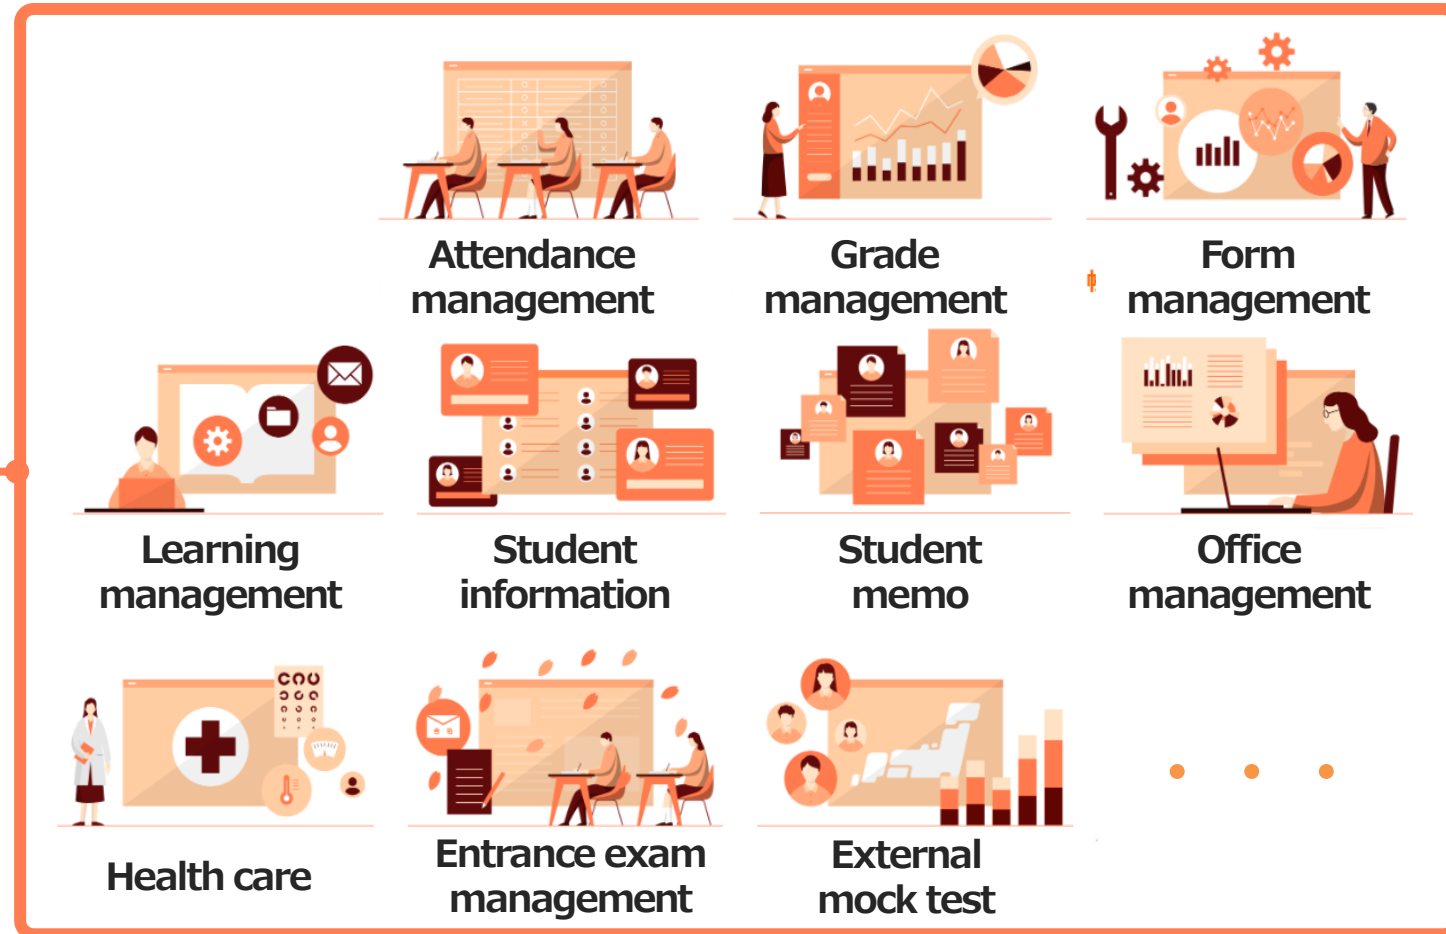 Attendance
management
Grade
management
Form
management
Learning
management
Student
information
Student
memo
Office
management
Health care
Entrance exam
management
External
mock test